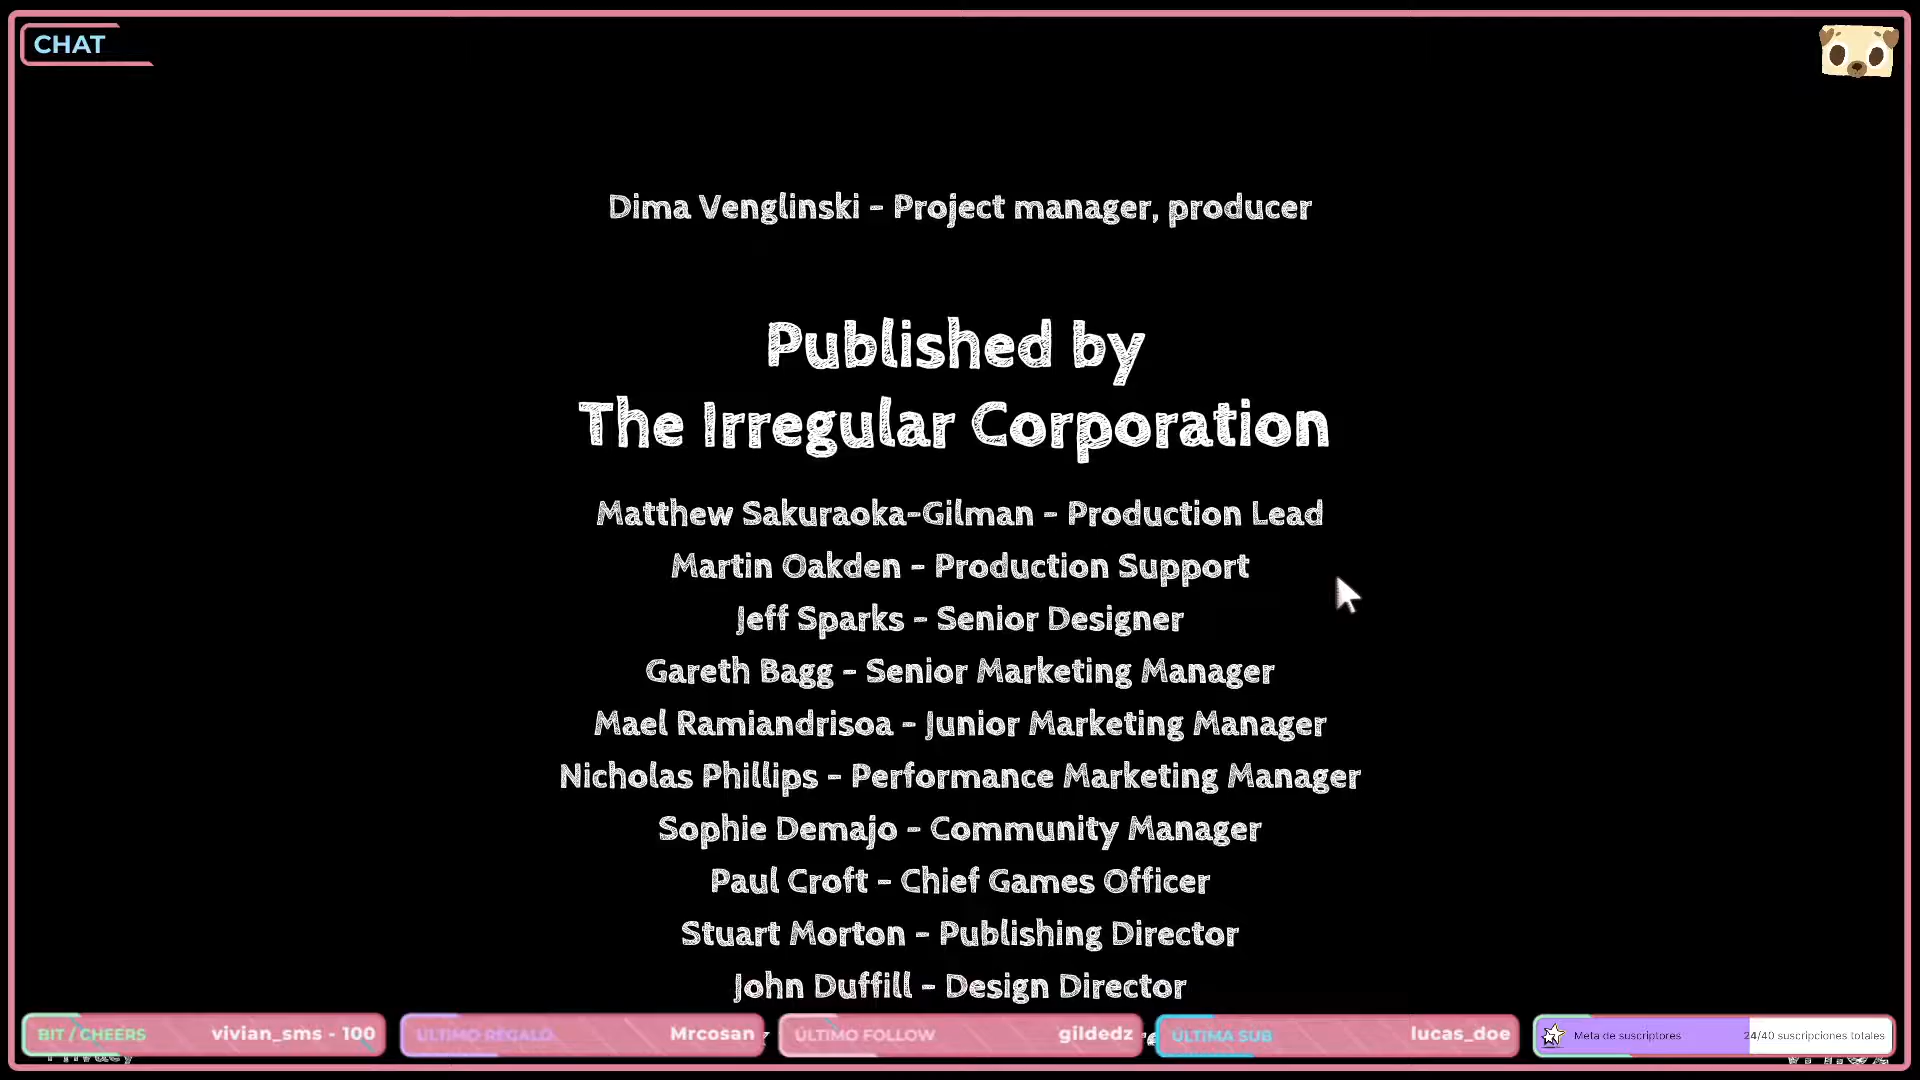 CHAT
Dima Venglinski - Project manager, producer
Published by
The Irregular Corporation
Matthew Sakuraoka-Gilman - Production Lead
Martin Oakden - Production Support
Jeff Sparks - Senior Designer
Gareth Bagg - Senior Marketing Manager
Mael Ramiandrisoa - Junior Marketing Manager
Nicholas Phillips - Performance Marketing Manager
Sophie Demajo - Community Manager
Paul Croft - Chief Games Officer
Stuart Morton - Publishing Director
John Duffill - Design Director
BIT / CHEERS vivian_sms - 100 ÚLTIMO REGALO Mrcosan ÚLTIMO FOLLOW gildedz ÚLTIMA SUB lucas_doe Meta de suscriptores 24/40 suscripciones totales
Privacy